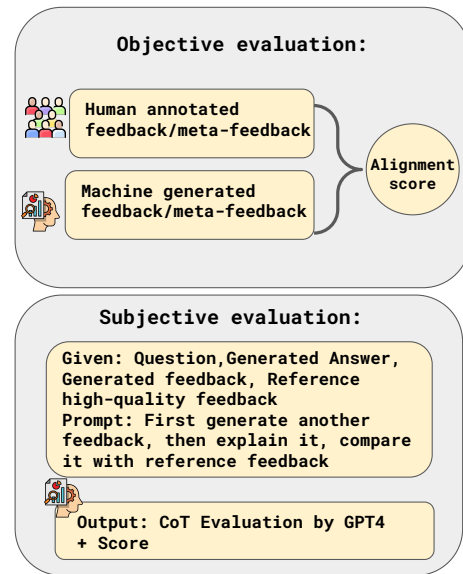 Objective evaluation:
Human annotated
feedback/meta-feedback
Machine generated
feedback/meta-feedback
Alignment
score
Subjective evaluation:
Given: Question,Generated Answer,
Generated feedback, Reference
high-quality feedback
Prompt: First generate another
feedback, then explain it, compare
it with reference feedback
Output: CoT Evaluation by GPT4
+ Score